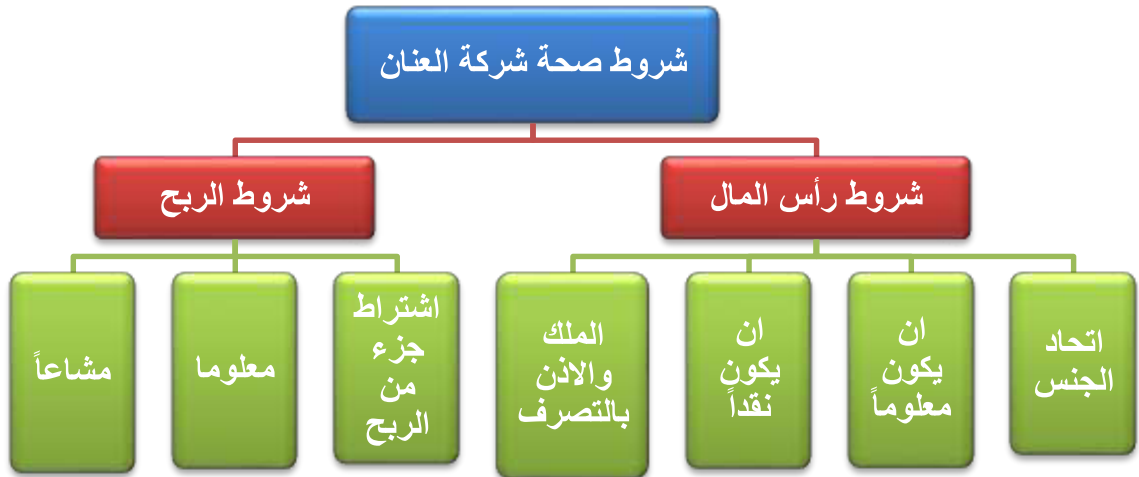 شروط صحة شركة العنان
شروط رأس المال
شروط الربح
اتحاد
الجنس
ان
يكون
معلوماً
ان
يكون
نقداً
الملك
والاذن
بالتصرف
اشتراط
جزء
من
الربح
معلوما
مشاعاً